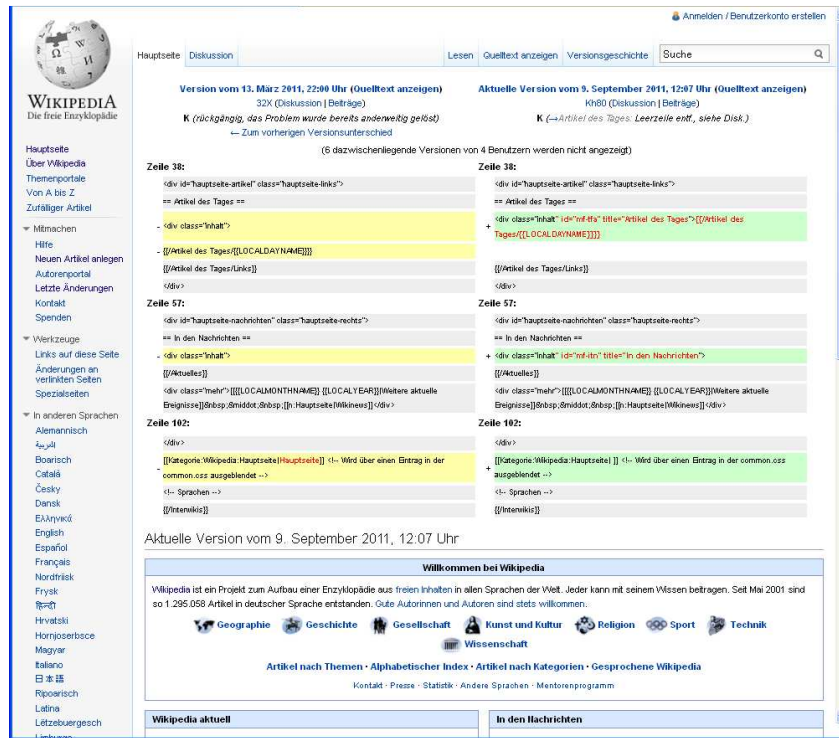 Anmelden / Benutzerkonto erstellen
WIKIPEDIA
Die freie Enzyklopädie
Hauptseite Diskussion Lesen Quelltext anzeigen Versionsgeschichte Suche
Hauptseite
Über Wikipedia
Themenportale
Von A bis Z
Zufälliger Artikel
Mitmachen
Hilfe
Neuen Artikel anlegen
Autorenportal
Letzte Änderungen
Kontakt
Spenden
Werkzeuge
Links auf diese Seite
Änderungen an
verlinkten Seiten
Spezialseiten
In anderen Sprachen
Alemannisch
العربية
Boarisch
Català
Česky
Dansk
Ελληνικά
English
Español
Français
Nordfriisk
Frysk
हिन्दी
Hrvatski
Hornjoserbsce
Magyar
Italiano
日本語
Ripoarisch
Latina
Lëtzebuergesch
Version vom 13. März 2011, 22:00 Uhr (Quelltext anzeigen)
32X (Diskussion | Beiträge)
K (rückgängig, das Problem wurde bereits anderweitig gelöst)
← Zum vorherigen Versionsunterschied
Aktuelle Version vom 9. September 2011, 12:07 Uhr (Quelltext anzeigen)
Kh80 (Diskussion | Beiträge)
K (→Artikel des Tages: Leerzeile entf., siehe Disk.)
(6 dazwischenliegende Versionen von 4 Benutzern werden nicht angezeigt)
Zeile 38: Zeile 38:
<div id="hauptseite-artikel" class="hauptseite-links"> <div id="hauptseite-artikel" class="hauptseite-links">
== Artikel des Tages == == Artikel des Tages ==
- <div class="inhalt"> + <div class="inhalt" id="mf-tfa" title="Artikel des Tages">{{/Artikel des
Tages/{{LOCALDAYNAME}}}}
- {{/Artikel des Tages/{{LOCALDAYNAME}}}}
{{/Artikel des Tages/Links}} {{/Artikel des Tages/Links}}
</div> </div>
Zeile 57: Zeile 57:
<div id="hauptseite-nachrichten" class="hauptseite-rechts"> <div id="hauptseite-nachrichten" class="hauptseite-rechts">
== In den Nachrichten == == In den Nachrichten ==
- <div class="inhalt"> + <div class="inhalt" id="mf-itn" title="In den Nachrichten">
{{/Aktuelles}} {{/Aktuelles}}
<div class="mehr">[[{{LOCALMONTHNAME}} {{LOCALYEAR}}|Weitere aktuelle <div class="mehr">[[{{LOCALMONTHNAME}} {{LOCALYEAR}}|Weitere aktuelle
Ereignisse]]&nbsp;&middot;&nbsp;[[n:Hauptseite|Wikinews]]</div> Ereignisse]]&nbsp;&middot;&nbsp;[[n:Hauptseite|Wikinews]]</div>
Zeile 102: Zeile 102:
</div> </div>
- [[Kategorie:Wikipedia:Hauptseite|Hauptseite]] <!-- Wird über einen Eintrag in der + [[Kategorie:Wikipedia:Hauptseite| ]] <!-- Wird über einen Eintrag in der common.css
common.css ausgeblendet --> ausgeblendet -->
<!-- Sprachen --> <!-- Sprachen -->
{{/Interwikis}} {{/Interwikis}}
Aktuelle Version vom 9. September 2011, 12:07 Uhr
Willkommen bei Wikipedia
Wikipedia ist ein Projekt zum Aufbau einer Enzyklopädie aus freien Inhalten in allen Sprachen der Welt. Jeder kann mit seinem Wissen beitragen. Seit Mai 2001 sind
so 1.295.058 Artikel in deutscher Sprache entstanden. Gute Autorinnen und Autoren sind stets willkommen.
Geographie Geschichte Gesellschaft Kunst und Kultur Religion Sport Technik
Wissenschaft
Artikel nach Themen · Alphabetischer Index · Artikel nach Kategorien · Gesprochene Wikipedia
Kontakt · Presse · Statistik · Andere Sprachen · Mentorenprogramm
Wikipedia aktuell In den Nachrichten